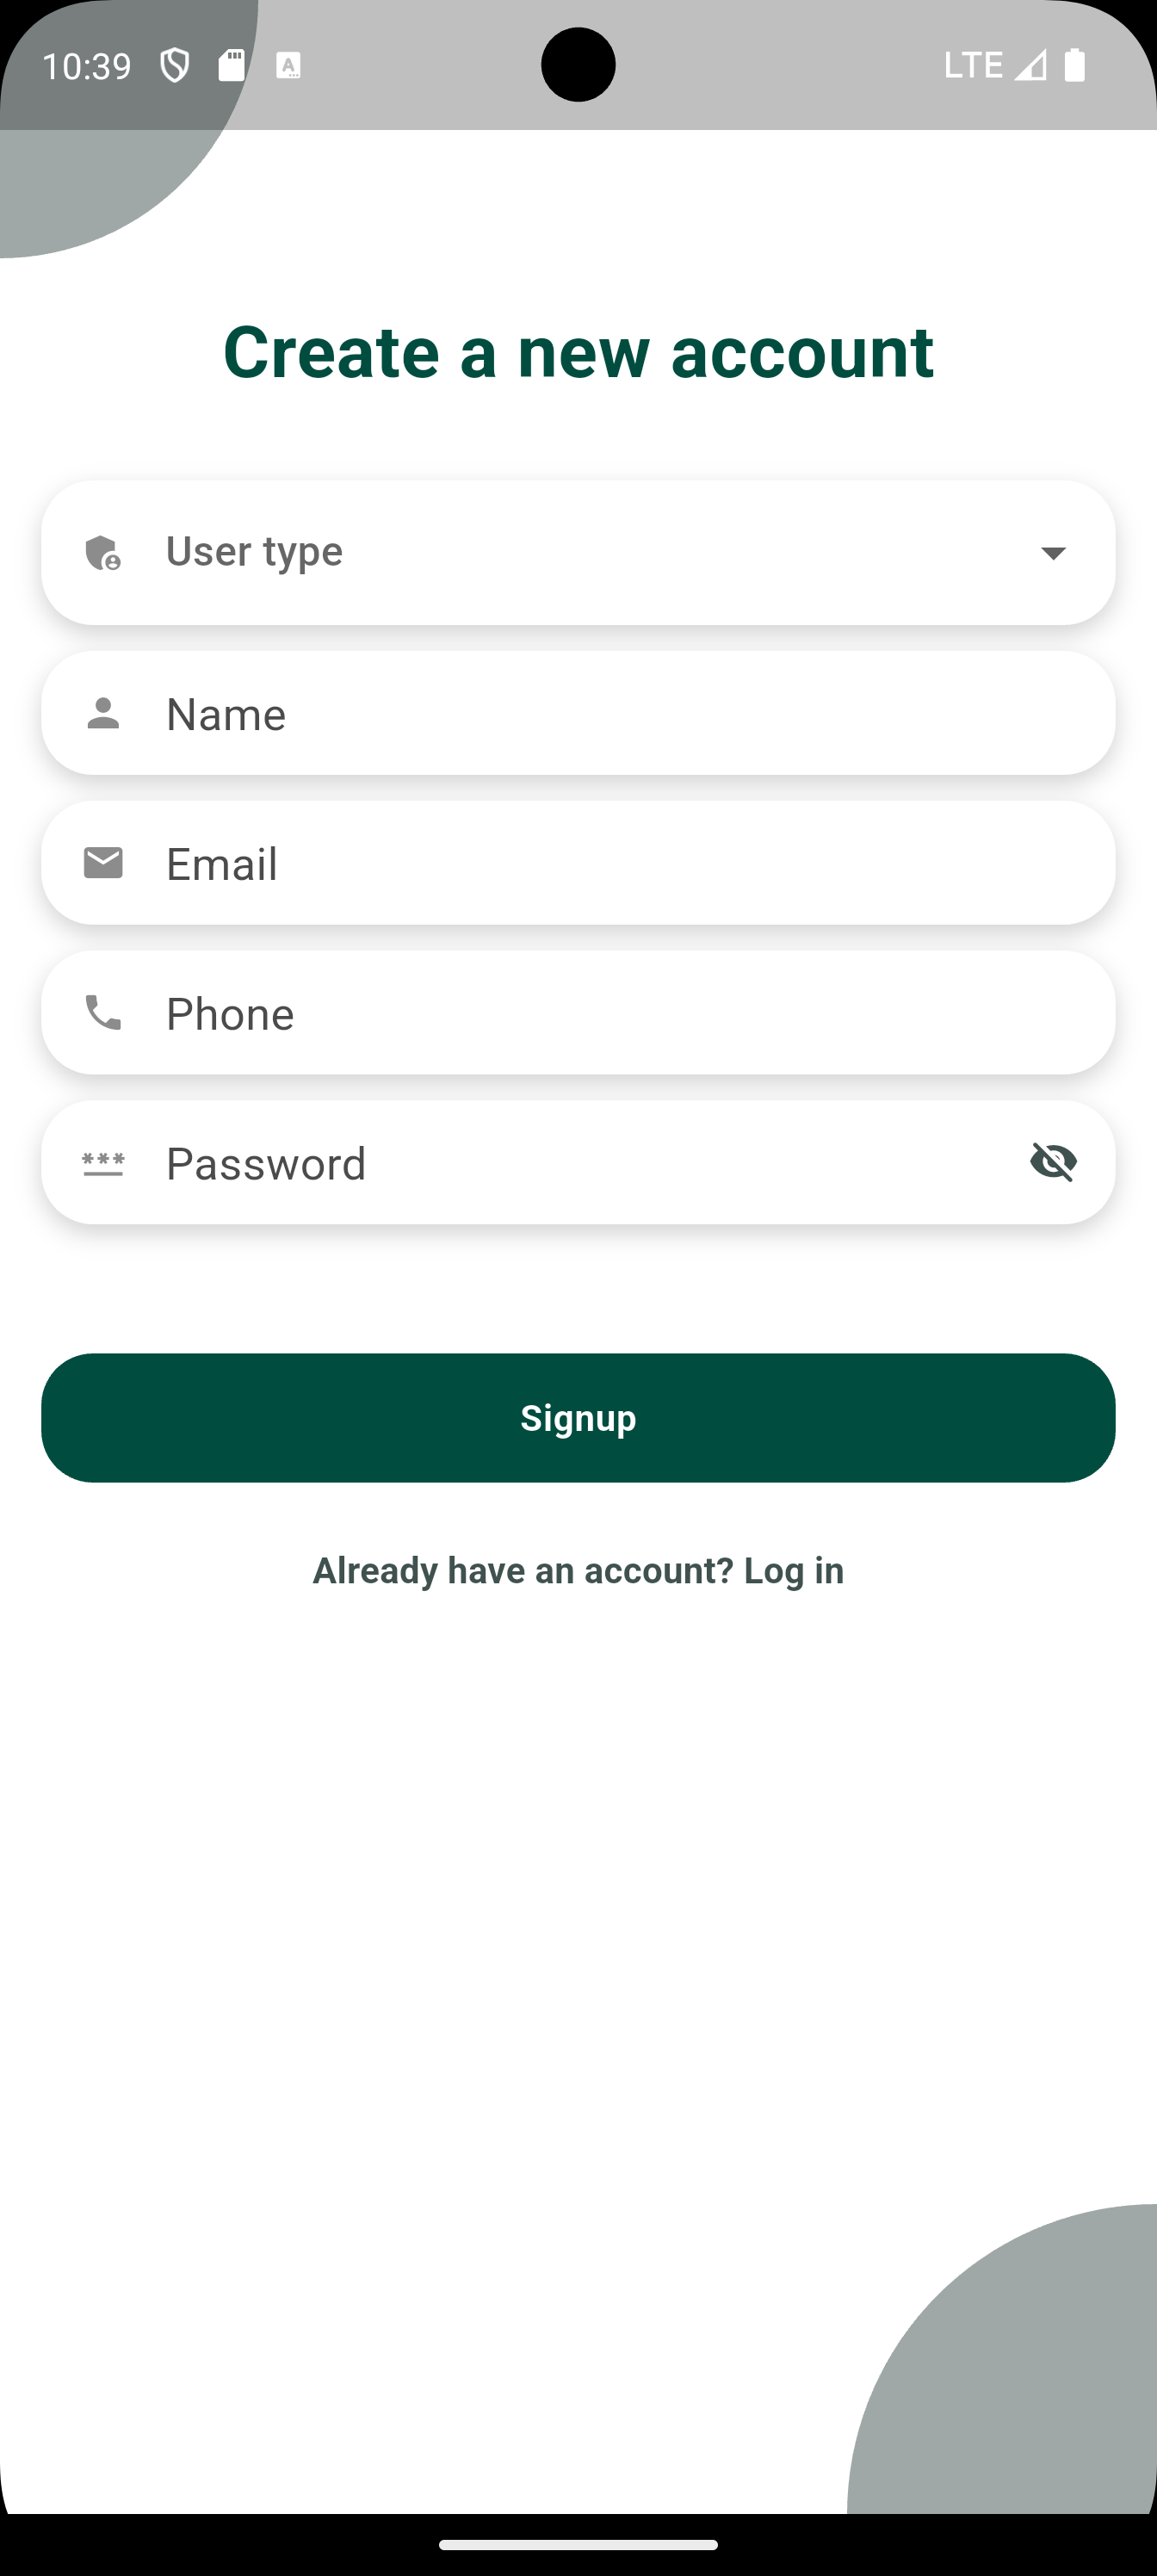 10:39 LTE
Create a new account
User type
Name
Email
Phone
*** Password
Signup
Already have an account? Log in